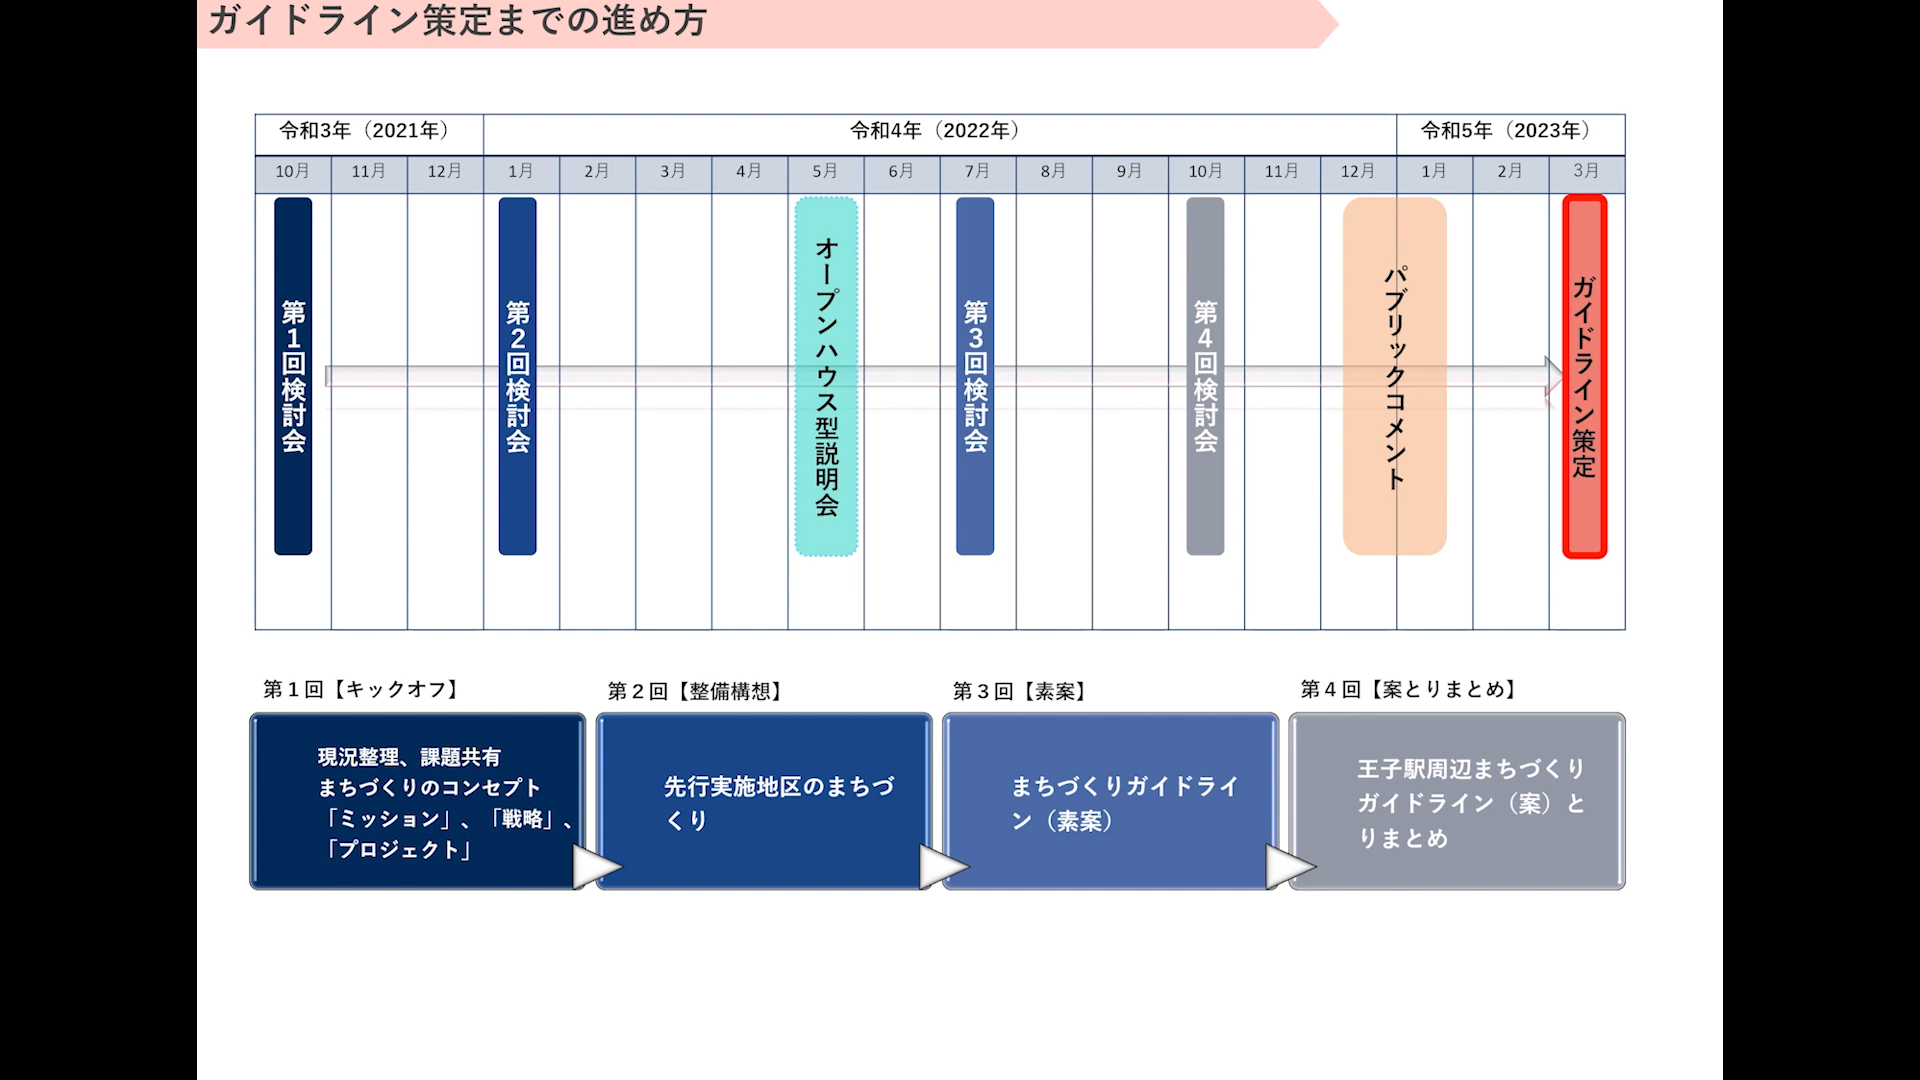 ガイドライン策定までの進め方
令和3年（2021年）
令和4年（2022年）
令和5年（2023年）
10月
11月
12月
1月
2月
3月
4月
5月
6月
7月
8月
9月
10月
11月
12月
1月
2月
3月
第1回検討会
第2回検討会
オープンハウス型説明会
第3回検討会
第4回検討会
パブリックコメント
ガイドライン策定
第１回【キックオフ】
現況整理、課題共有
まちづくりのコンセプト
「ミッション」、「戦略」、
「プロジェクト」
第２回【整備構想】
先行実施地区のまちづ
くり
第３回【素案】
まちづくりガイドライ
ン（素案）
第４回【案とりまとめ】
王子駅周辺まちづくり
ガイドライン（案）と
りまとめ